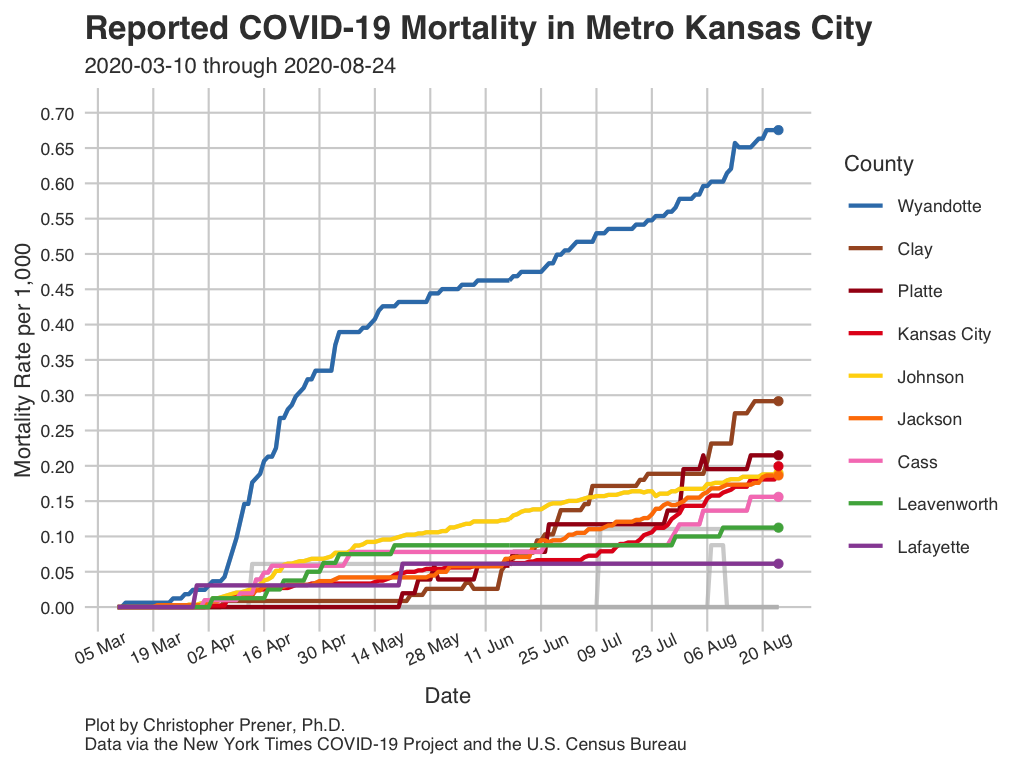 Reported COVID-19 Mortality in Metro Kansas City
2020-03-10 through 2020-08-24
Mortality Rate per 1,000
0.70
0.65
0.60
0.55
0.50
0.45
0.40
0.35
0.30
0.25
0.20
0.15
0.10
0.05
0.00
05 Mar
19 Mar
02 Apr
16 Apr
30 Apr
14 May
28 May
11 Jun
25 Jun
09 Jul
23 Jul
06 Aug
20 Aug
Date
County
Wyandotte
Clay
Platte
Kansas City
Johnson
Jackson
Cass
Leavenworth
Lafayette
Plot by Christopher Prener, Ph.D.
Data via the New York Times COVID-19 Project and the U.S. Census Bureau